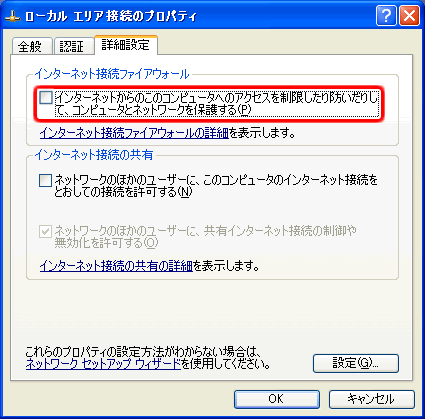 ローカル エリア接続のプロパティ
全般
認証
詳細設定
インターネット接続ファイアウォール
インターネットからのこのコンピュータへのアクセスを制限したり防いだりし
て、コンピュータとネットワークを保護する(P)
インターネット接続ファイアウォールの詳細を表示します。
インターネット接続の共有
ネットワークのほかのユーザーに、このコンピュータのインターネット接続を
とおしての接続を許可する(N)
ネットワークのほかのユーザーに、共有インターネット接続の制御や
無効化を許可する(O)
インターネット接続の共有の詳細を表示します。
これらのプロパティの設定方法がわからない場合は、
ネットワーク セットアップ ウィザードを使用してください。
設定(G)...
OK
キャンセル